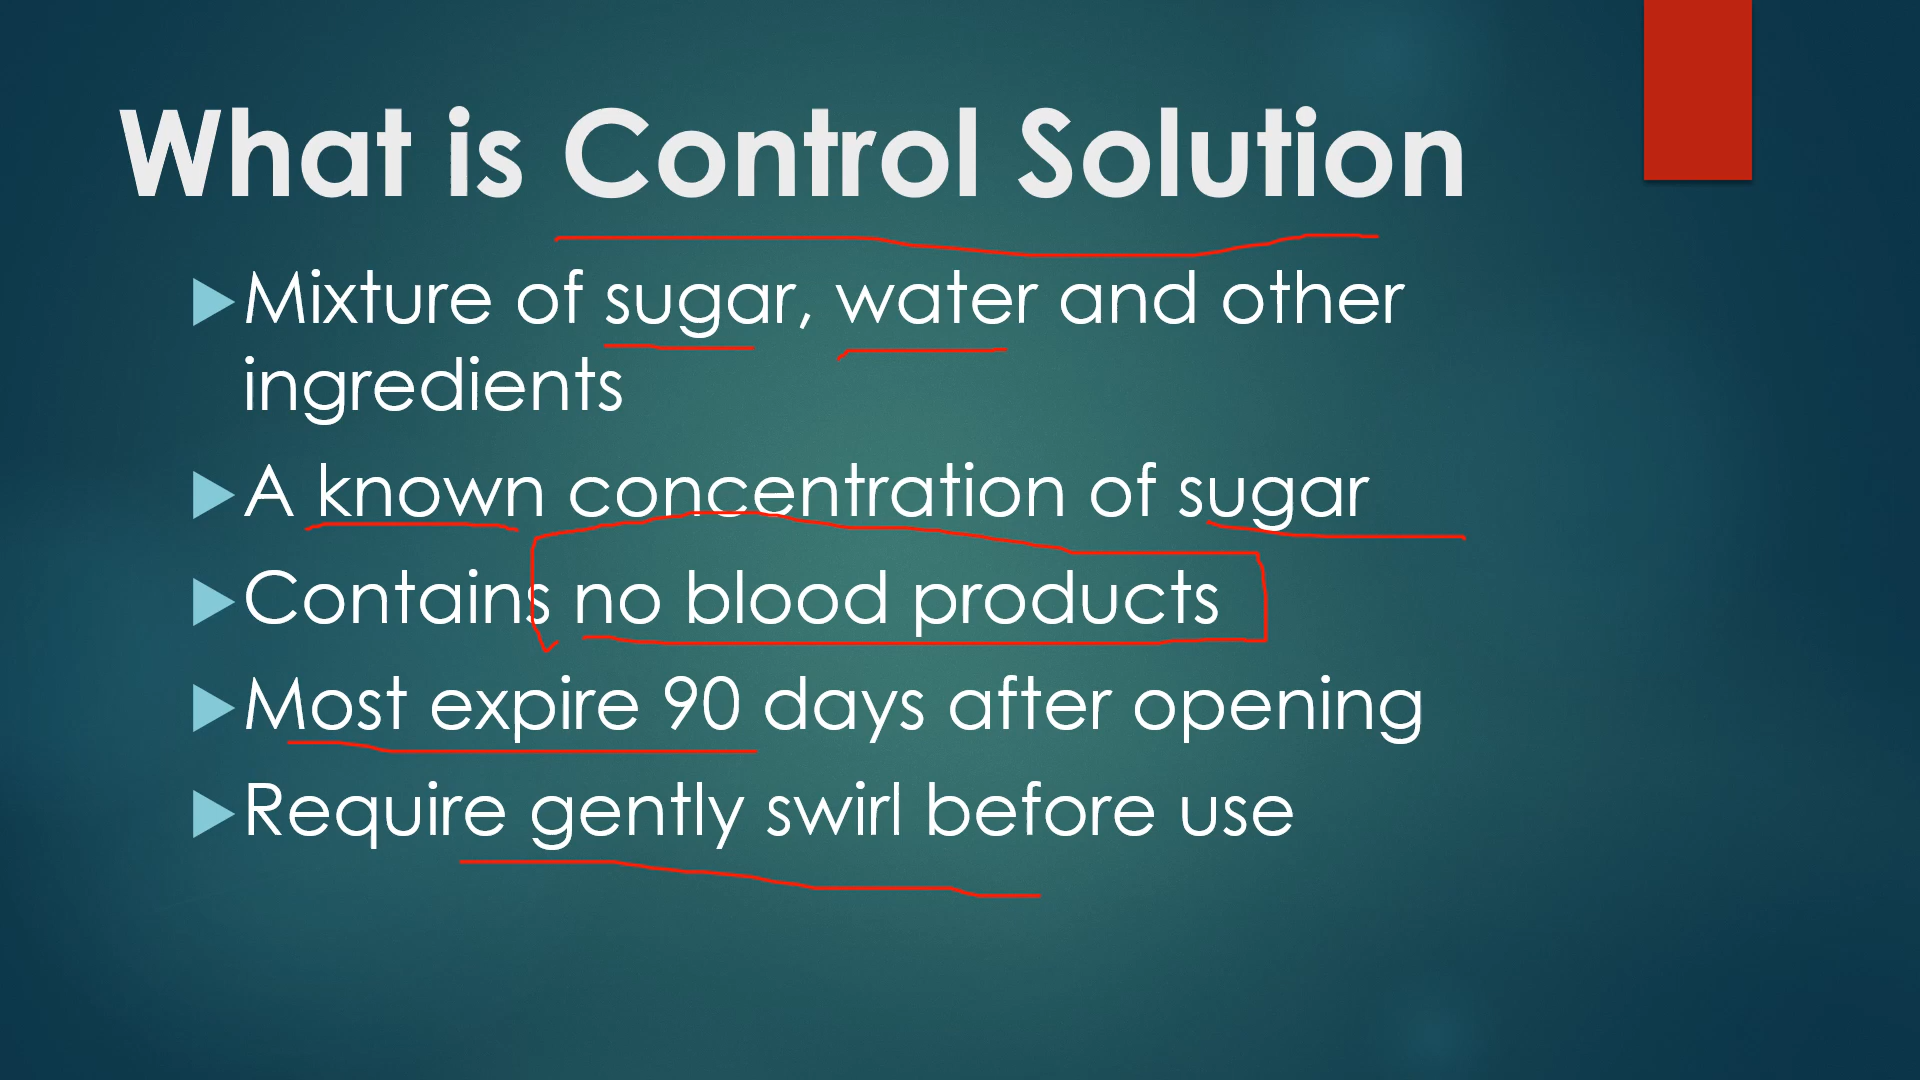 What is Control Solution
Mixture of sugar, water and other
ingredients
A known concentration of sugar
Contains no blood products
Most expire 90 days after opening
Require gently swirl before use